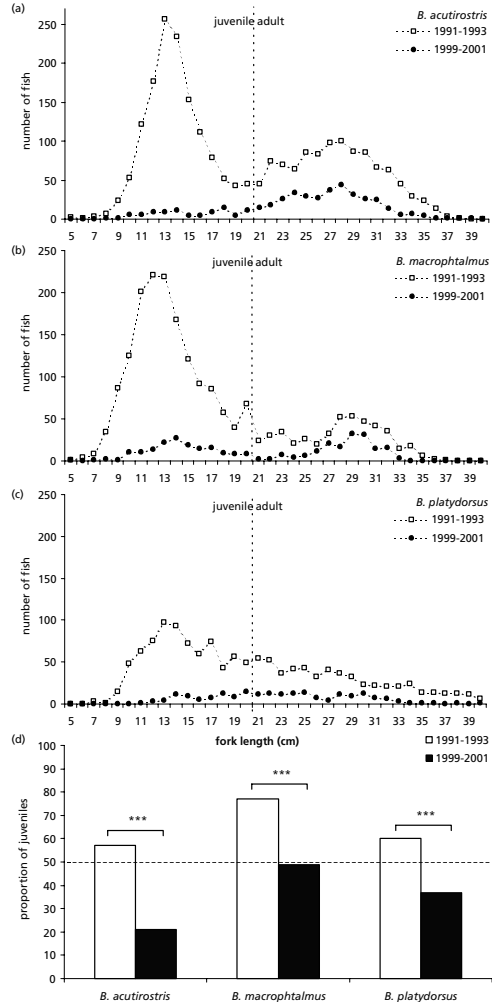 (a)
B. acutirostris
1991-1993
1999-2001
juvenile adult
number of fish
250
200
150
100
50
0
5 7 9 11 13 15 17 19 21 23 25 27 29 31 33 35 37 39
(b)
B. macrophtalmus
1991-1993
1999-2001
juvenile adult
number of fish
250
200
150
100
50
0
5 7 9 11 13 15 17 19 21 23 25 27 29 31 33 35 37 39
(c)
B. platydorsus
1991-1993
1999-2001
juvenile adult
number of fish
250
200
150
100
50
0
5 7 9 11 13 15 17 19 21 23 25 27 29 31 33 35 37 39
fork length (cm)
(d)
1991-1993
1999-2001
proportion of juveniles
100
90
80
70
60
50
40
30
20
10
0
*** *** ***
B. acutirostris B. macrophtalmus B. platydorsus